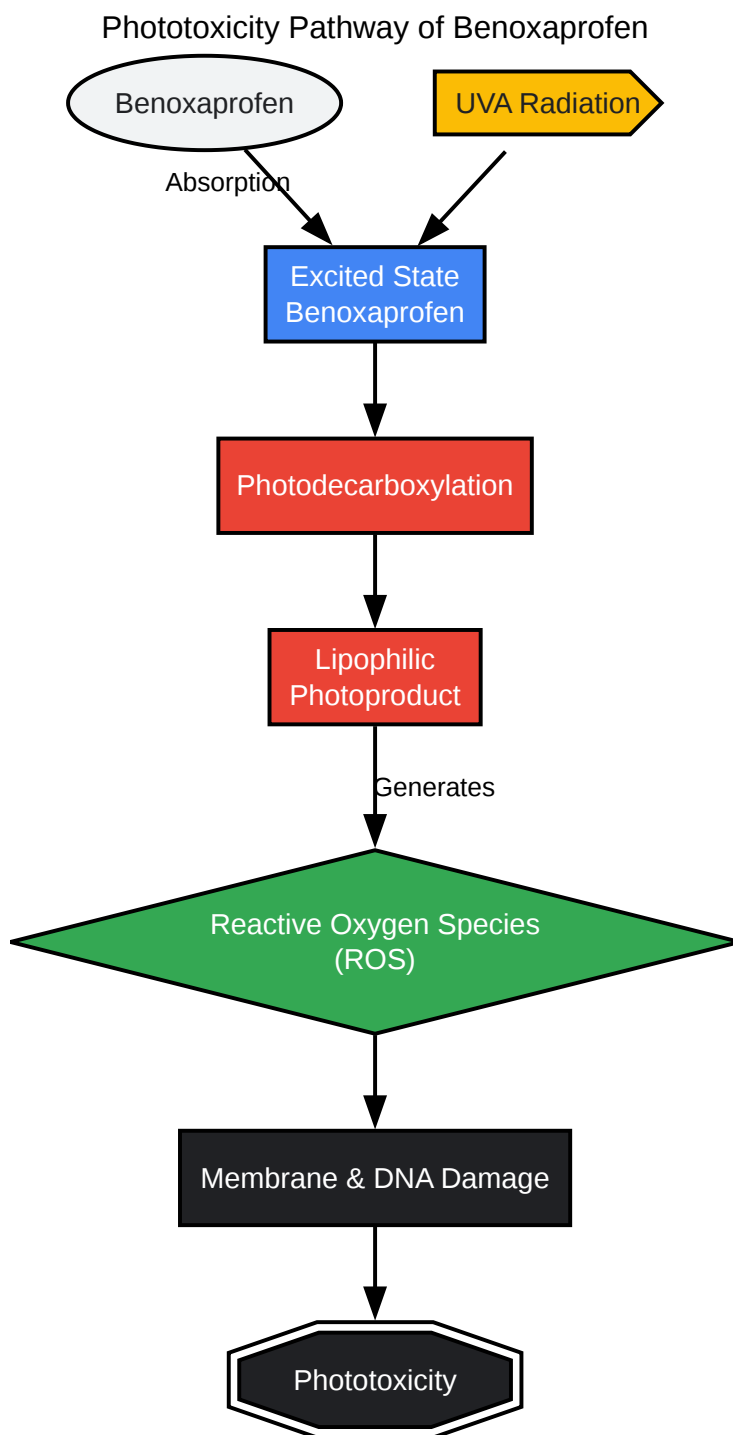 Phototoxicity Pathway of Benoxaprofen
Benoxaprofen
UVA Radiation
Absorption
Excited State
Benoxaprofen
Photodecarboxylation
Lipophilic
Photoproduct
Generates
Reactive Oxygen Species
(ROS)
Membrane & DNA Damage
Phototoxicity